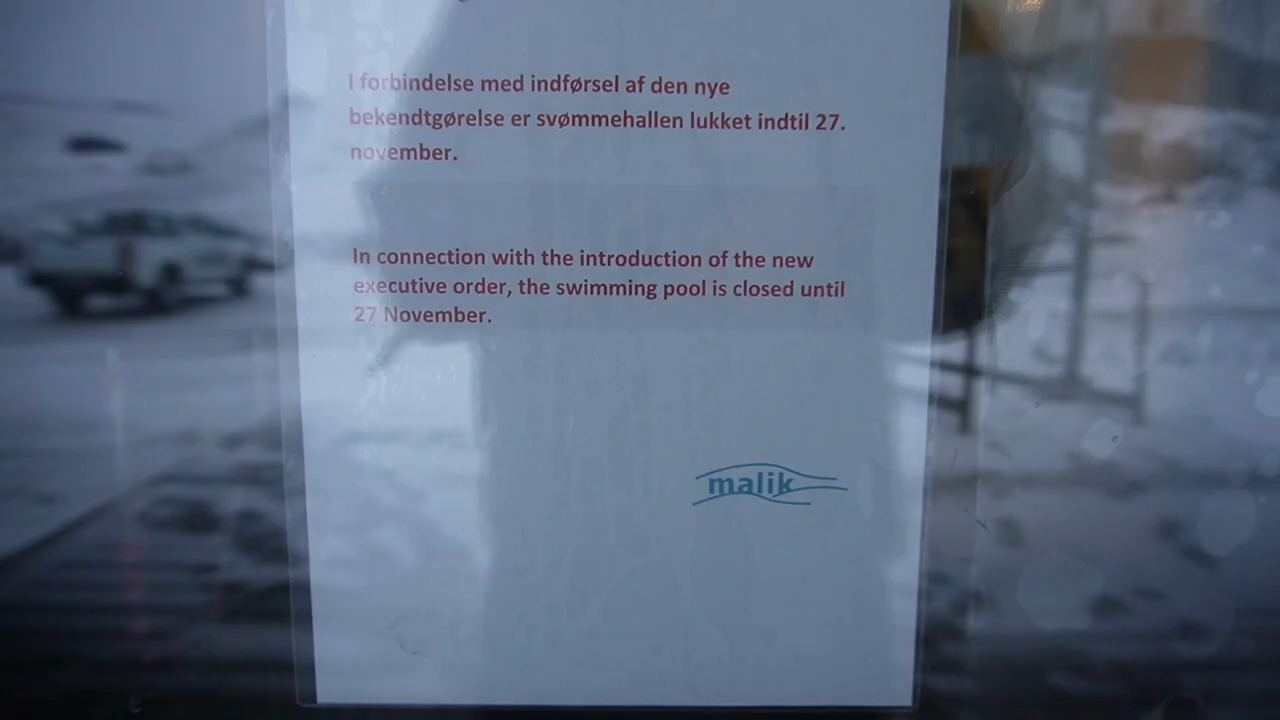 I forbindelse med indførsel af den nye
bekendtgørelse er svømmehallen lukket indtil 27.
november.
In connection with the introduction of the new
executive order, the swimming pool is closed until
27 November.
malik